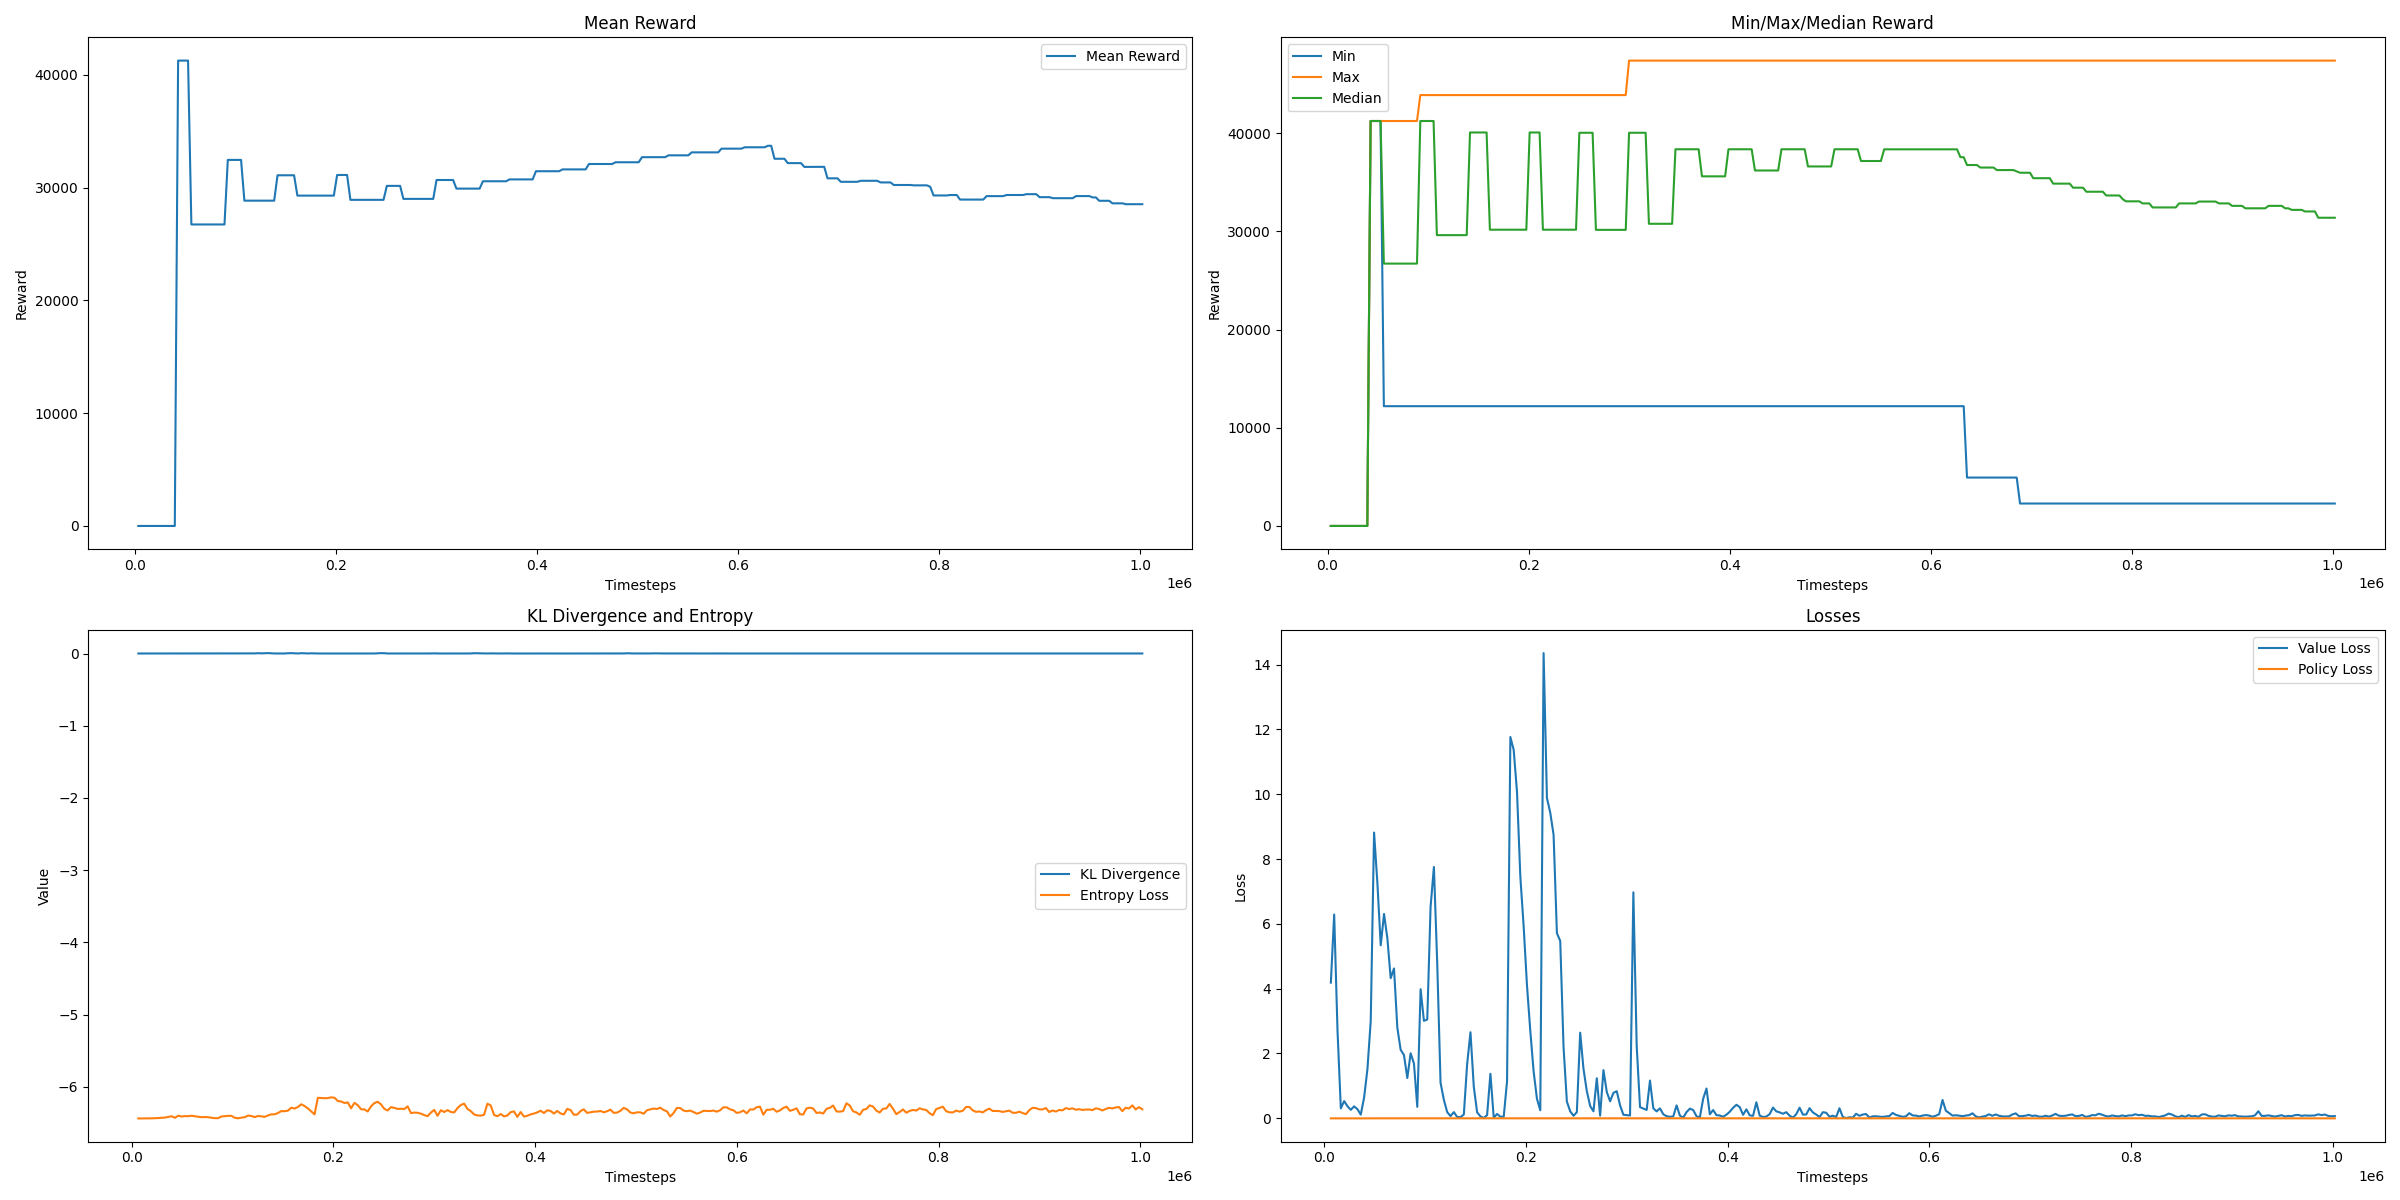 Mean Reward
Mean Reward
40000
30000
20000
10000
0
Reward
0.0 0.2 0.4 0.6 0.8 1.0
1e6
Timesteps
Min/Max/Median Reward
Min
Max
Median
40000
30000
20000
10000
0
Reward
0.0 0.2 0.4 0.6 0.8 1.0
1e6
Timesteps
KL Divergence and Entropy
0
−1
−2
−3
−4
−5
−6
Value
KL Divergence
Entropy Loss
0.0 0.2 0.4 0.6 0.8 1.0
1e6
Timesteps
Losses
Value Loss
Policy Loss
14
12
10
8
6
4
2
0
Loss
0.0 0.2 0.4 0.6 0.8 1.0
1e6
Timesteps